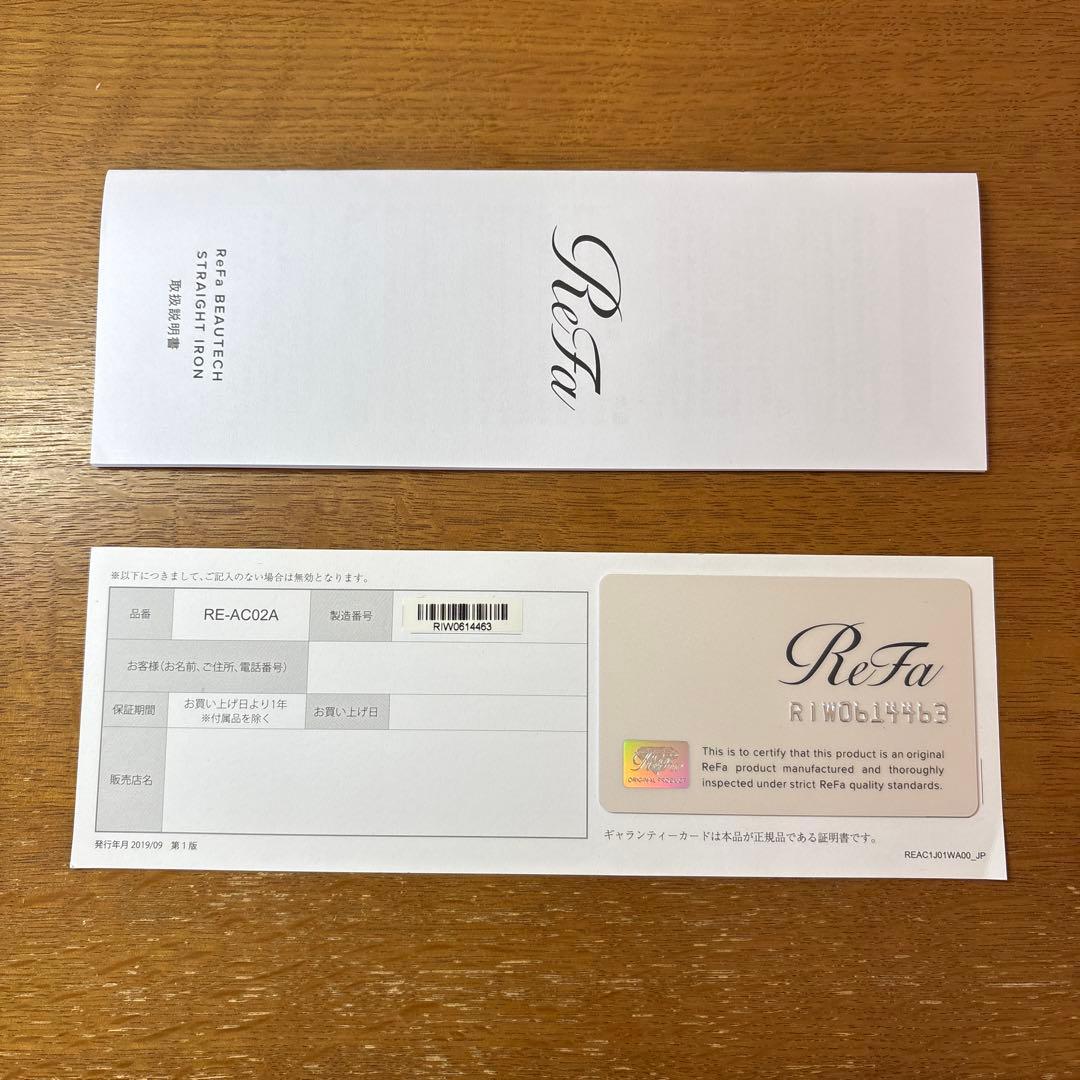 ReFa
ReFa BEAUTECH
STRAIGHT IRON
取扱説明書
※以下につきまして、ご記入のない場合は無効となります。
品番 RE-AC02A 製造番号 RIW0614463
お客様(お名前、ご住所、電話番号)
保証期間 お買い上げ日より1年 お買い上げ日
※付属品を除く
販売店名
発行年月 2019/09 第1版
ReFa
RIW0614463
This is to certify that this product is an original
ReFa product manufactured and thoroughly
inspected under strict ReFa quality standards.
ORIGINAL PRODUCT
ギャランティーカードは本品が正規品である証明書です。
REAC1J01WA00_JP